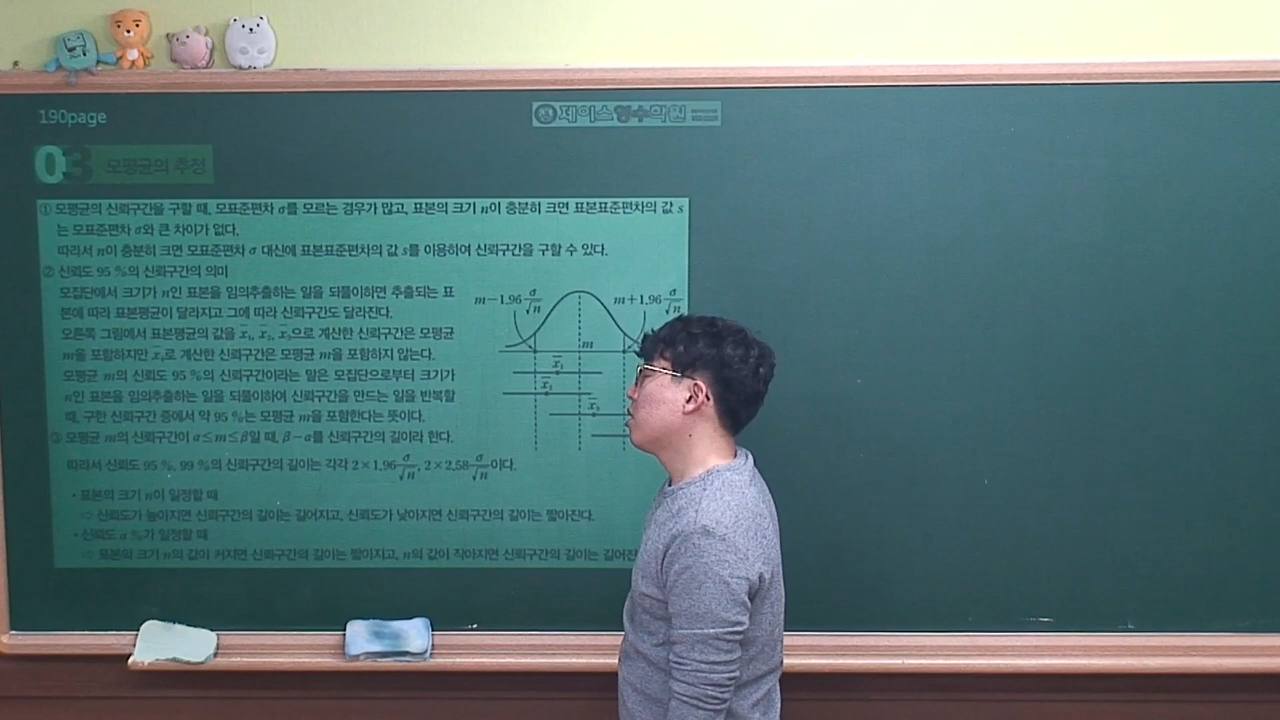 190page
제이스영수학원
03 모평균의 추정
① 모평균의 신뢰구간을 구할 때, 모표준편차 σ를 모르는 경우가 많고, 표본의 크기 n이 충분히 크면 표본표준편차의 값 s
는 모표준편차 σ와 큰 차이가 없다.
따라서 n이 충분히 크면 모표준편차 σ 대신에 표본표준편차의 값 s를 이용하여 신뢰구간을 구할 수 있다.
② 신뢰도 95 %의 신뢰구간의 의미
모집단에서 크기가 n인 표본을 임의추출하는 일을 되풀이하면 추출되는 표
본에 따라 표본평균이 달라지고 그에 따라 신뢰구간도 달라진다.
오른쪽 그림에서 표본평균의 값을 x̄₁, x̄₂, x̄₃으로 계산한 신뢰구간은 모평균
m을 포함하지만 x̄₄로 계산한 신뢰구간은 모평균 m을 포함하지 않는다.
모평균 m의 신뢰도 95 %의 신뢰구간이라는 말은 모집단으로부터 크기가
n인 표본을 임의추출하는 일을 되풀이하여 신뢰구간을 만드는 일을 반복할
때, 구한 신뢰구간 중에서 약 95 %는 모평균 m을 포함한다는 뜻이다.
m−1.96 σ/√n
m+1.96 σ/√n
m
x̄₁
x̄₂
x̄₃
③ 모평균 m의 신뢰구간이 α≤m≤β일 때, β−α를 신뢰구간의 길이라 한다.
따라서 신뢰도 95 %, 99 %의 신뢰구간의 길이는 각각 2×1.96 σ/√n, 2×2.58 σ/√n이다.
• 표본의 크기 n이 일정할 때
⇨ 신뢰도가 높아지면 신뢰구간의 길이는 길어지고, 신뢰도가 낮아지면 신뢰구간의 길이는 짧아진다.
• 신뢰도 α %가 일정할 때
⇨ 표본의 크기 n의 값이 커지면 신뢰구간의 길이는 짧아지고, n의 값이 작아지면 신뢰구간의 길이는 길어진